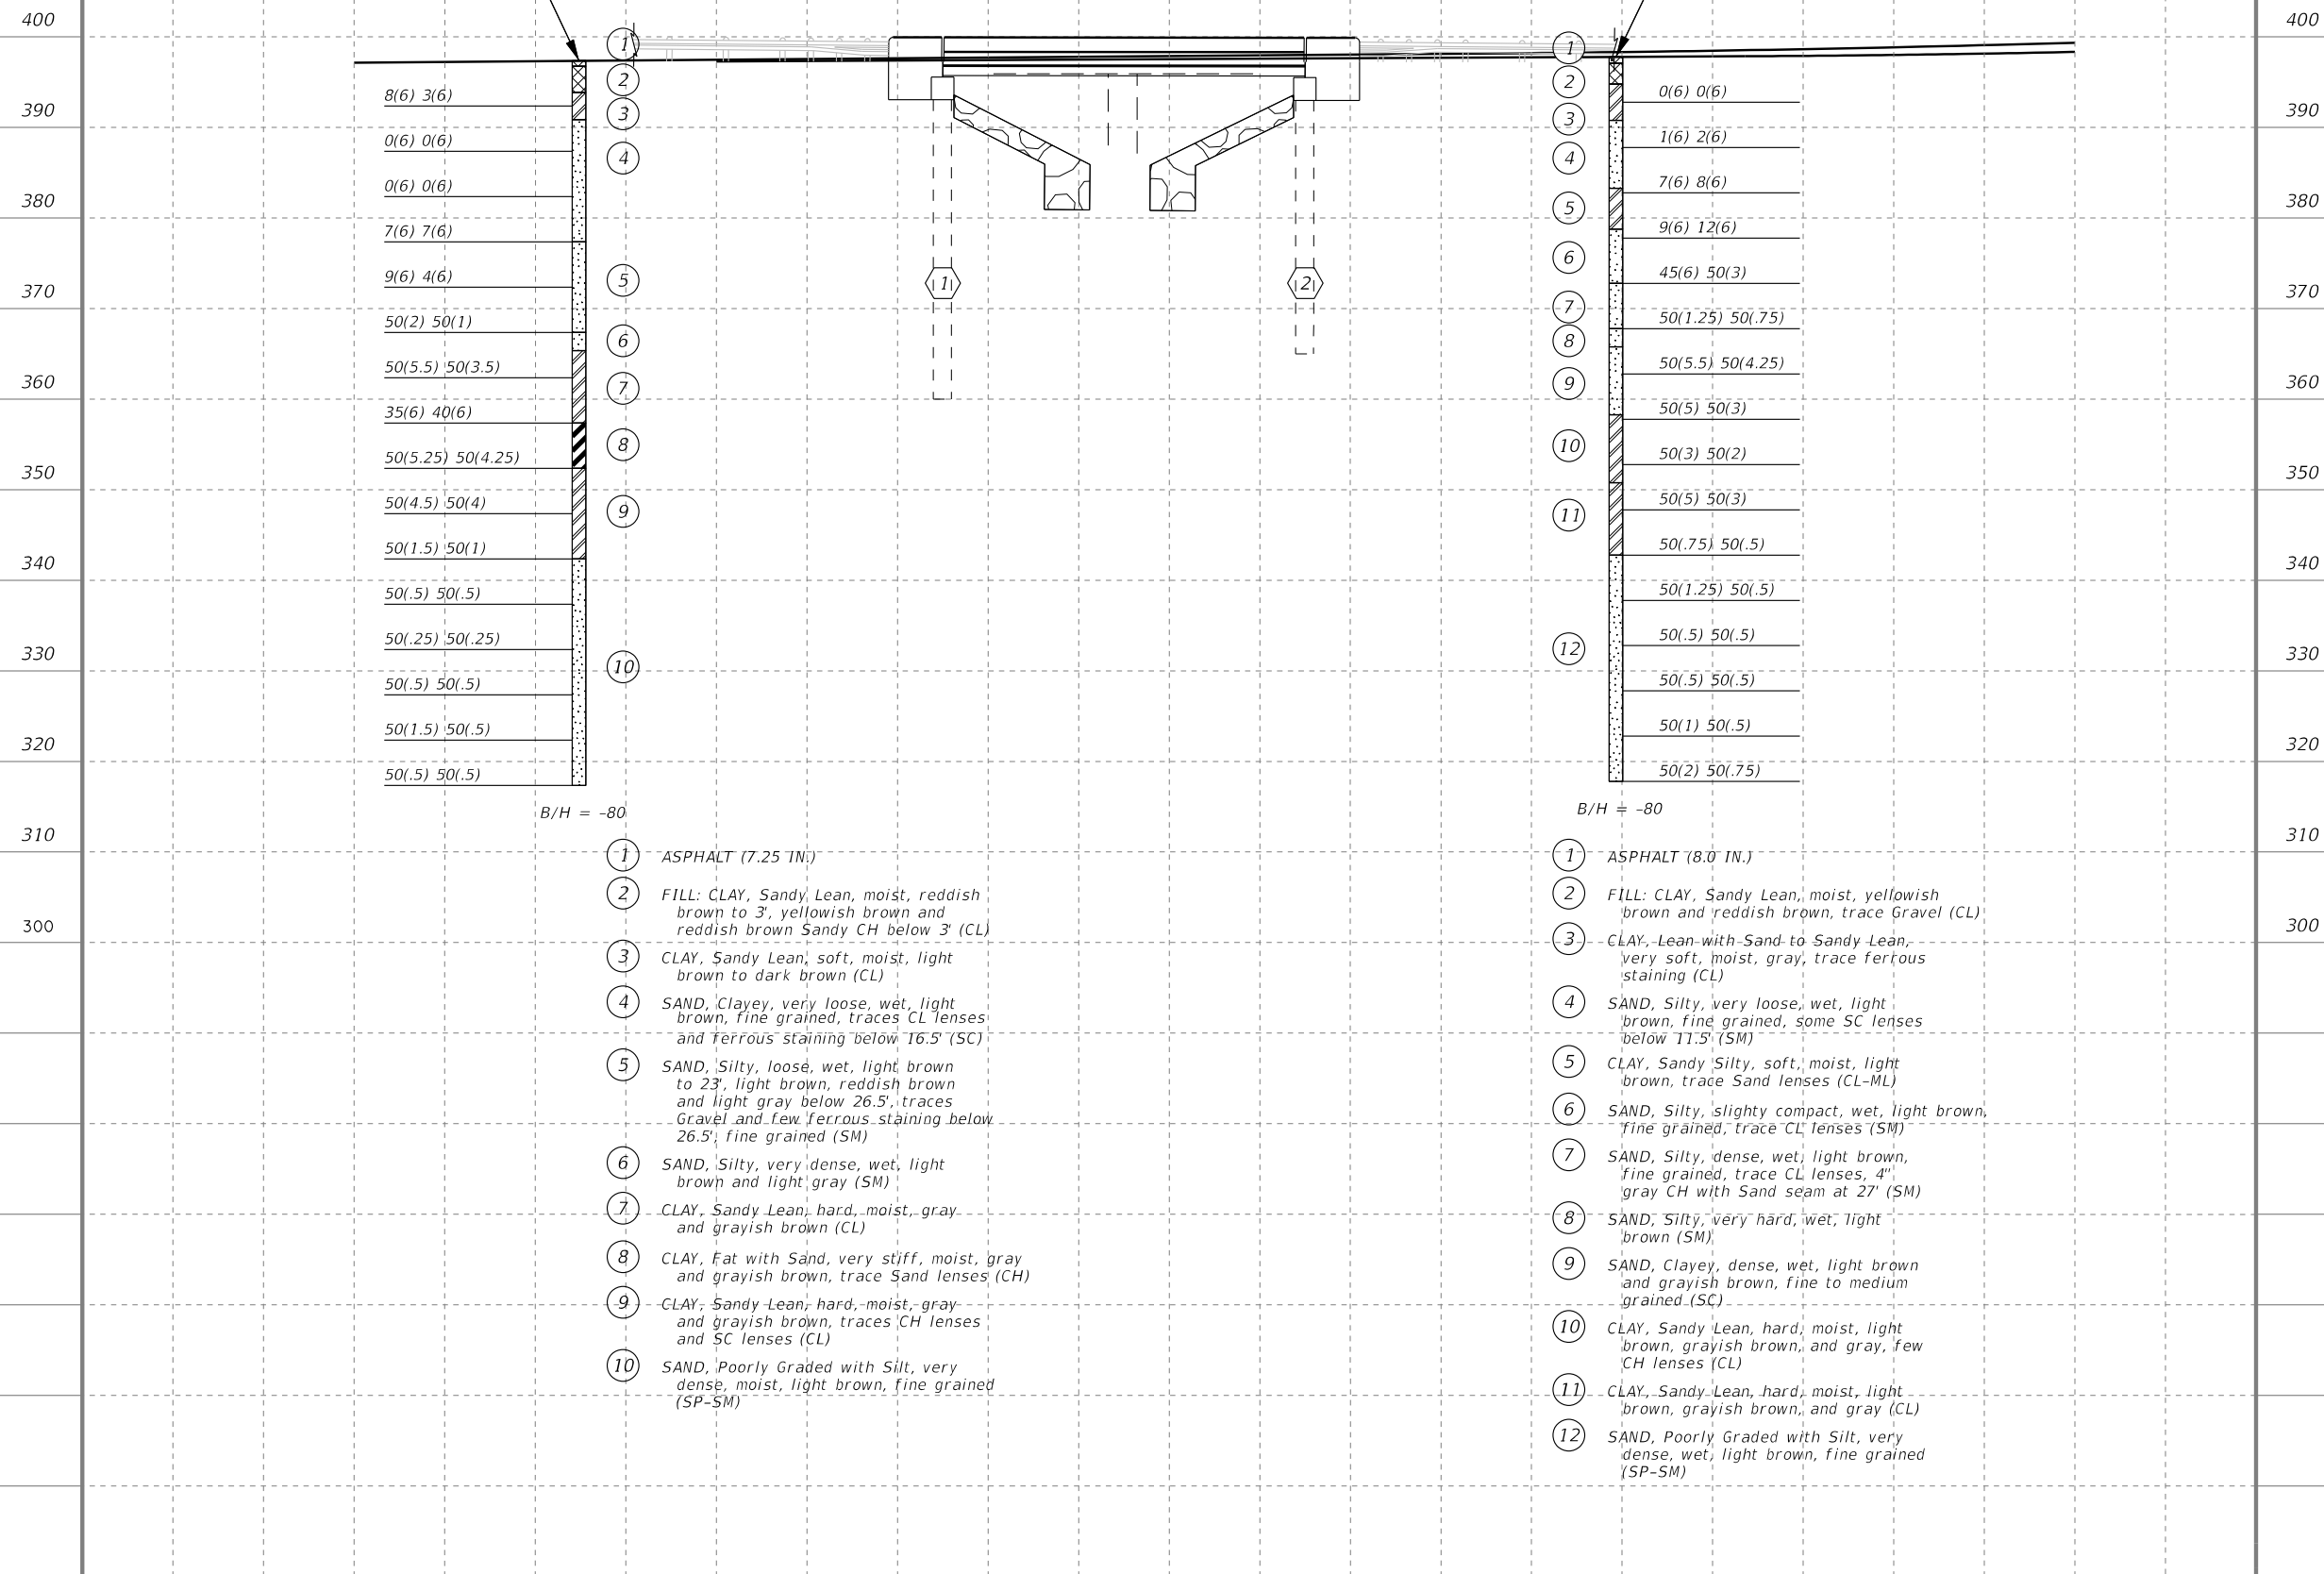 400
390
380
370
360
350
340
330
320
310
300
8(6) 3(6)
0(6) 0(6)
0(6) 0(6)
7(6) 7(6)
9(6) 4(6)
50(2) 50(1)
50(5.5) 50(3.5)
35(6) 40(6)
50(5.25) 50(4.25)
50(4.5) 50(4)
50(1.5) 50(1)
50(.5) 50(.5)
50(.25) 50(.25)
50(.5) 50(.5)
50(1.5) 50(.5)
50(.5) 50(.5)
B/H = -80
1
2
3
4
5
6
7
8
9
10
1
2
1
2
3
4
5
6
7
8
9
10
11
12
0(6) 0(6)
1(6) 2(6)
7(6) 8(6)
9(6) 12(6)
45(6) 50(3)
50(1.25) 50(.75)
50(5.5) 50(4.25)
50(5) 50(3)
50(3) 50(2)
50(5) 50(3)
50(.75) 50(.5)
50(1.25) 50(.5)
50(.5) 50(.5)
50(.5) 50(.5)
50(1) 50(.5)
50(2) 50(.75)
B/H = -80
400
390
380
370
360
350
340
330
320
310
300
1 ASPHALT (7.25 IN.)
2 FILL: CLAY, Sandy Lean, moist, reddish
brown to 3', yellowish brown and
reddish brown Sandy CH below 3' (CL)
3 CLAY, Sandy Lean, soft, moist, light
brown to dark brown (CL)
4 SAND, Clayey, very loose, wet, light
brown, fine grained, traces CL lenses
and ferrous staining below 16.5' (SC)
5 SAND, Silty, loose, wet, light brown
to 23', light brown, reddish brown
and light gray below 26.5', traces
Gravel and few ferrous staining below
26.5', fine grained (SM)
6 SAND, Silty, very dense, wet, light
brown and light gray (SM)
7 CLAY, Sandy Lean, hard, moist, gray
and grayish brown (CL)
8 CLAY, Fat with Sand, very stiff, moist, gray
and grayish brown, trace Sand lenses (CH)
9 CLAY, Sandy Lean, hard, moist, gray
and grayish brown, traces CH lenses
and SC lenses (CL)
10 SAND, Poorly Graded with Silt, very
dense, moist, light brown, fine grained
(SP-SM)
1 ASPHALT (8.0 IN.)
2 FILL: CLAY, Sandy Lean, moist, yellowish
brown and reddish brown, trace Gravel (CL)
3 CLAY, Lean with Sand to Sandy Lean,
very soft, moist, gray, trace ferrous
staining (CL)
4 SAND, Silty, very loose, wet, light
brown, fine grained, some SC lenses
below 11.5' (SM)
5 CLAY, Sandy Silty, soft, moist, light
brown, trace Sand lenses (CL-ML)
6 SAND, Silty, slighty compact, wet, light brown,
fine grained, trace CL lenses (SM)
7 SAND, Silty, dense, wet, light brown,
fine grained, trace CL lenses, 4"
gray CH with Sand seam at 27' (SM)
8 SAND, Silty, very hard, wet, light
brown (SM)
9 SAND, Clayey, dense, wet, light brown
and grayish brown, fine to medium
grained (SC)
10 CLAY, Sandy Lean, hard, moist, light
brown, grayish brown, and gray, few
CH lenses (CL)
11 CLAY, Sandy Lean, hard, moist, light
brown, grayish brown, and gray (CL)
12 SAND, Poorly Graded with Silt, very
dense, wet, light brown, fine grained
(SP-SM)